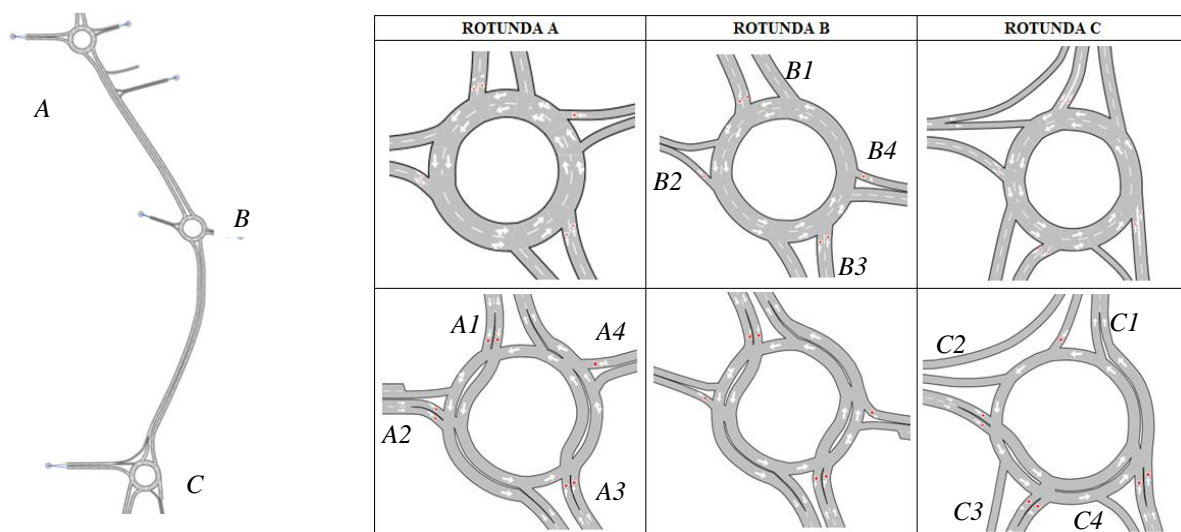 A
B
C
ROTUNDA A
ROTUNDA B
ROTUNDA C
B1
B2
B4
B3
A1
A4
A2
A3
C2
C1
C3
C4